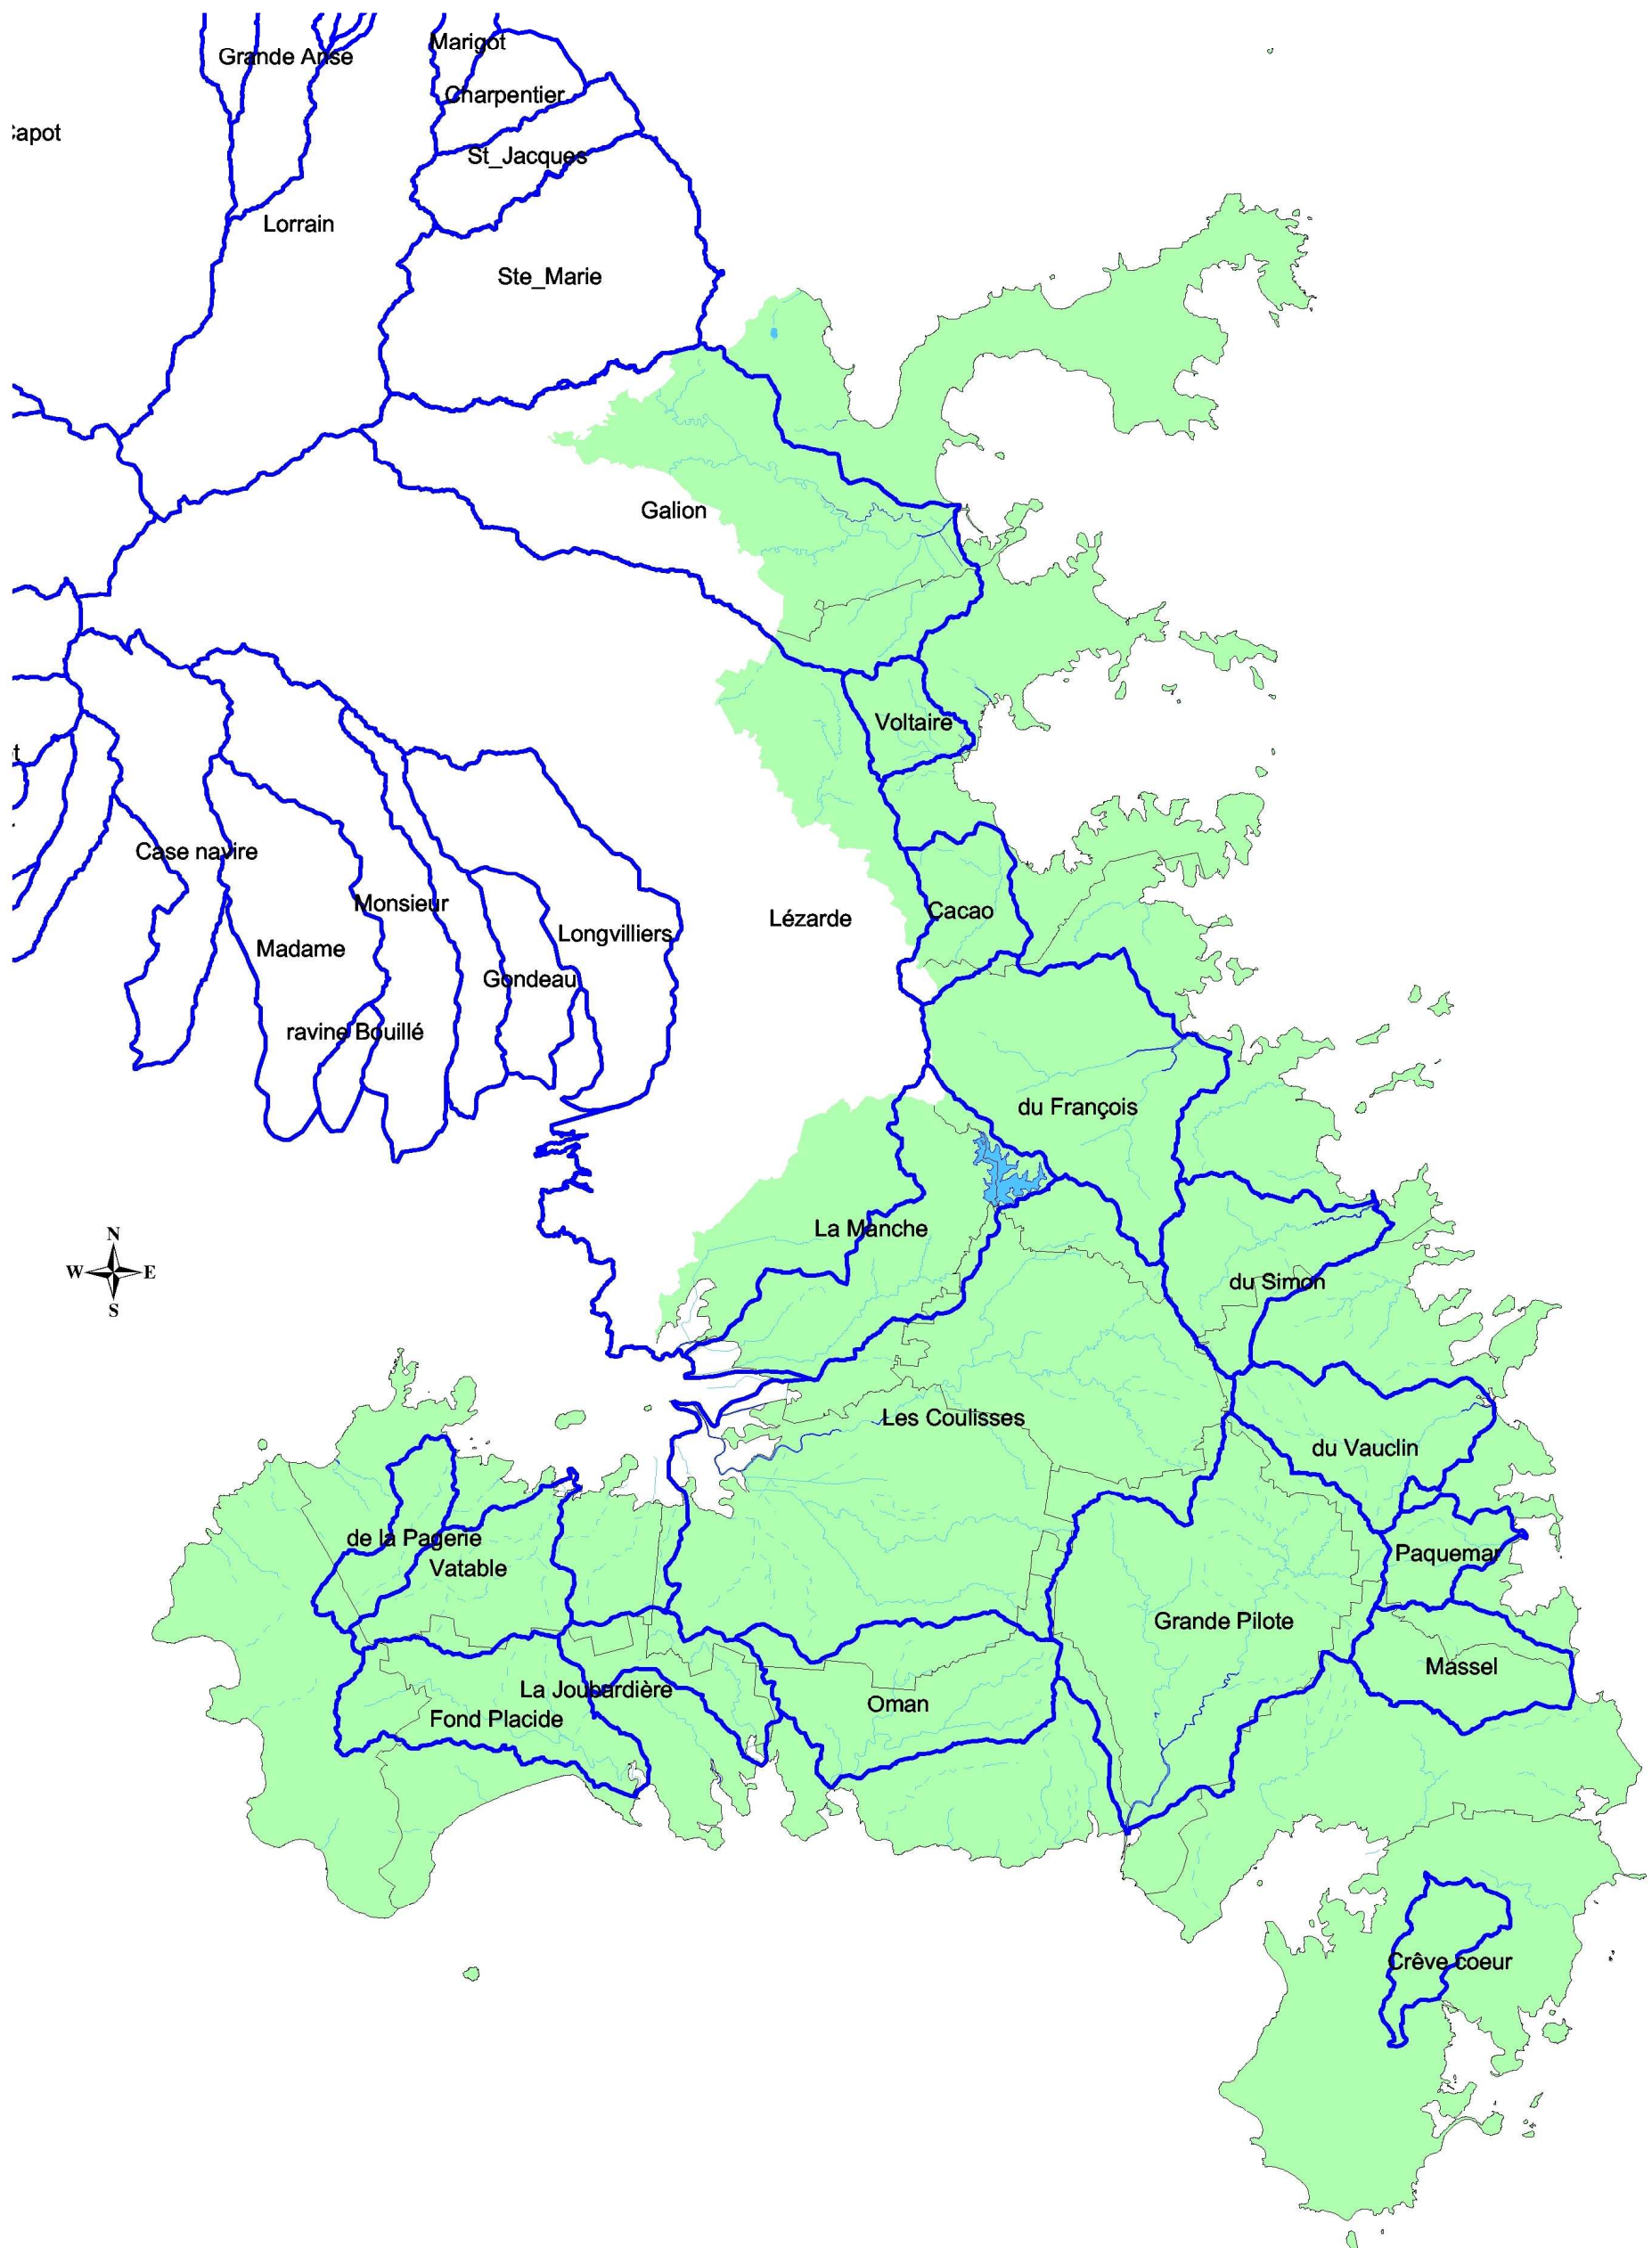 Marigot
Grande Anse
Charpentier
Capot
St_Jacques
Lorrain
Ste_Marie
Galion
Voltaire
t
Case navire
Monsieur
Cacao
Lézarde
Longvilliers
Madame
Gondeau
ravine Bouillé
du François
La Manche
N
W
E
S
du Simon
Les Coulisses
du Vauclin
de la Pagerie
Paquemar
Vatable
Grande Pilote
Massel
La Joubardière
Oman
Fond Placide
Crêve coeur